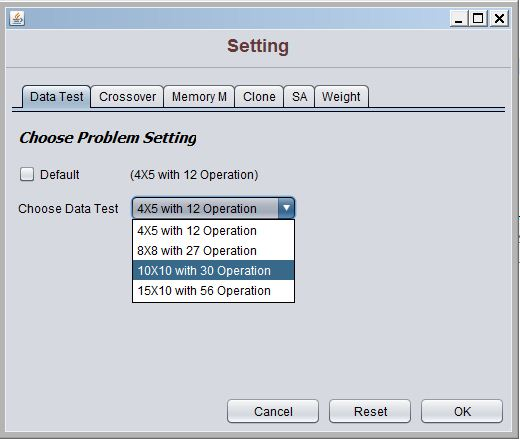 Setting
Data Test Crossover Memory M Clone SA Weight
Choose Problem Setting
Default (4X5 with 12 Operation)
Choose Data Test 4X5 with 12 Operation
4X5 with 12 Operation
8X8 with 27 Operation
10X10 with 30 Operation
15X10 with 56 Operation
Cancel Reset OK